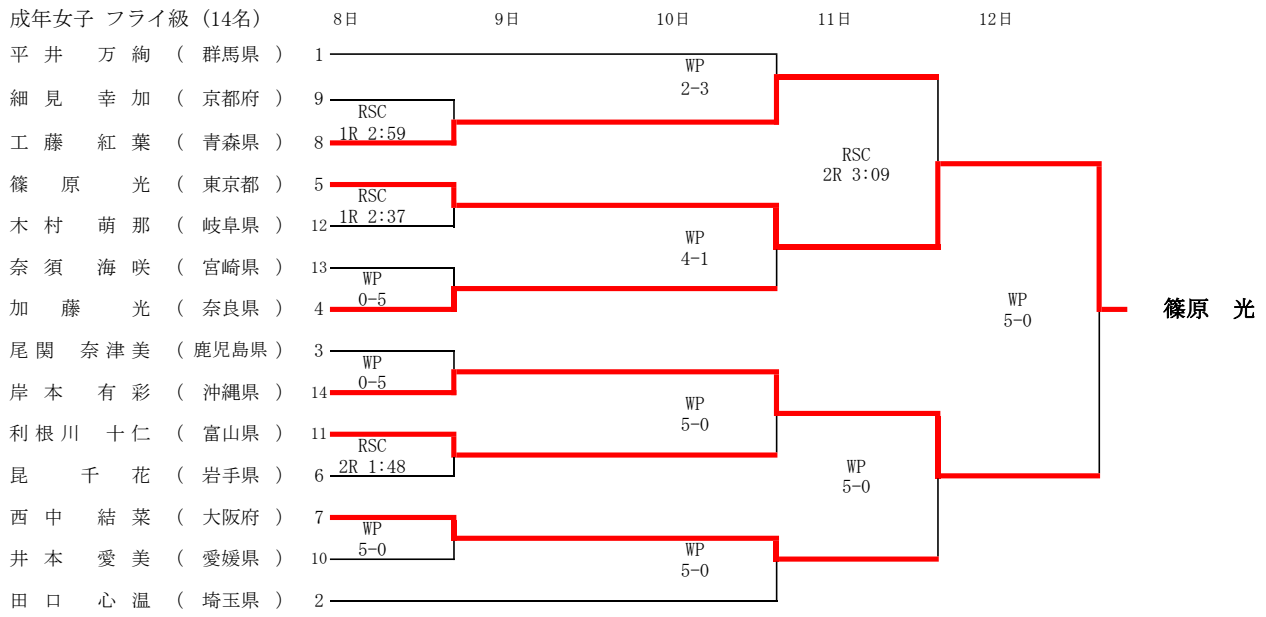 成年女子 フライ級 (14名) 8日 9日 10日 11日 12日
平井 万絢 ( 群馬県 ) 1
WP
2-3
細見 幸加 ( 京都府 ) 9
RSC
1R 2:59
工藤 紅葉 ( 青森県 ) 8
RSC
2R 3:09
篠原 光 ( 東京都 ) 5
RSC
1R 2:37
木村 萌那 ( 岐阜県 ) 12
WP
4-1
奈須 海咲 ( 宮崎県 ) 13
WP
0-5
加藤 光 ( 奈良県 ) 4
WP
5-0
篠原 光
尾関 奈津美 ( 鹿児島県 ) 3
WP
0-5
岸本 有彩 ( 沖縄県 ) 14
WP
5-0
利根川 十仁 ( 富山県 ) 11
RSC
2R 1:48
昆 千花 ( 岩手県 ) 6
WP
5-0
西中 結菜 ( 大阪府 ) 7
WP
5-0
井本 愛美 ( 愛媛県 ) 10
WP
5-0
田口 心温 ( 埼玉県 ) 2